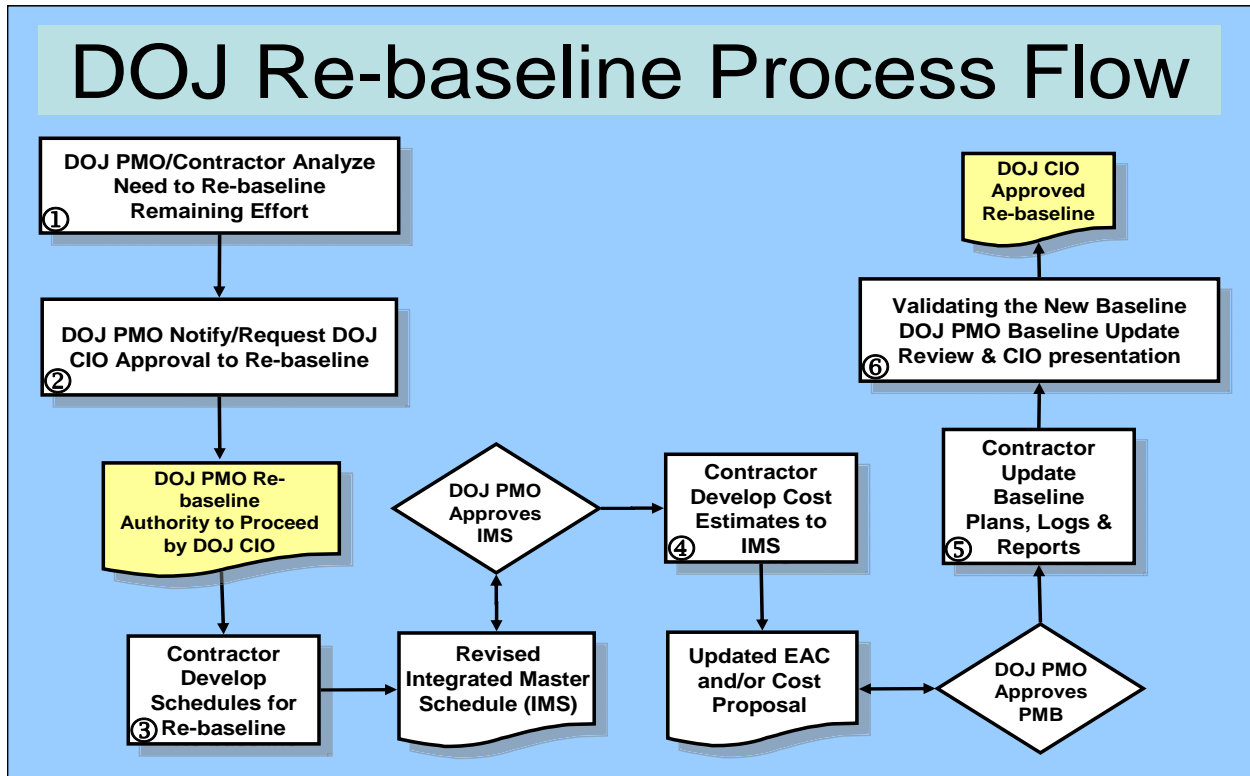 DOJ Re-baseline Process Flow
DOJ PMO/Contractor Analyze
Need to Re-baseline
Remaining Effort
①
DOJ PMO Notify/Request DOJ
CIO Approval to Re-baseline
②
DOJ PMO Re-
baseline
Authority to Proceed
by DOJ CIO
Contractor
Develop
Schedules for
Re-baseline
③
Revised
Integrated Master
Schedule (IMS)
DOJ PMO
Approves
IMS
Contractor
Develop Cost
Estimates to
IMS
④
Updated EAC
and/or Cost
Proposal
DOJ PMO
Approves
PMB
Contractor
Update
Baseline
Plans, Logs &
Reports
⑤
Validating the New Baseline
DOJ PMO Baseline Update
Review & CIO presentation
⑥
DOJ CIO
Approved
Re-baseline